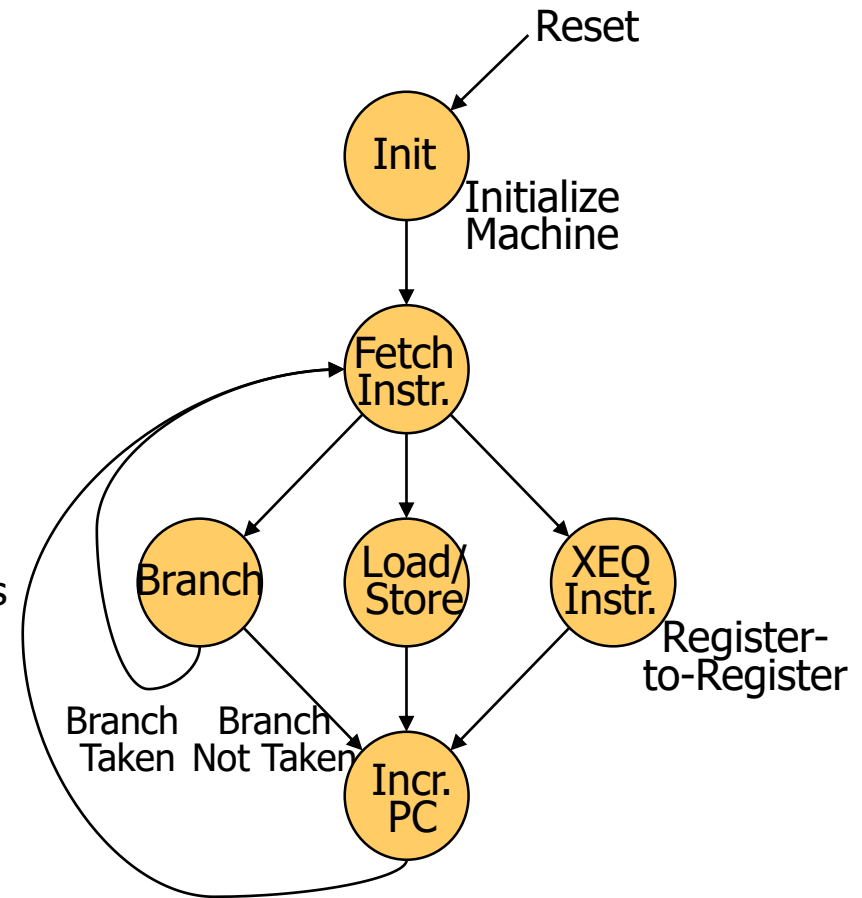 Reset
Init
Initialize
Machine
Fetch
Instr.
Branch
Load/
Store
XEQ
Instr.
s
Register-
to-Register
Branch
Taken
Branch
Not Taken
Incr.
PC